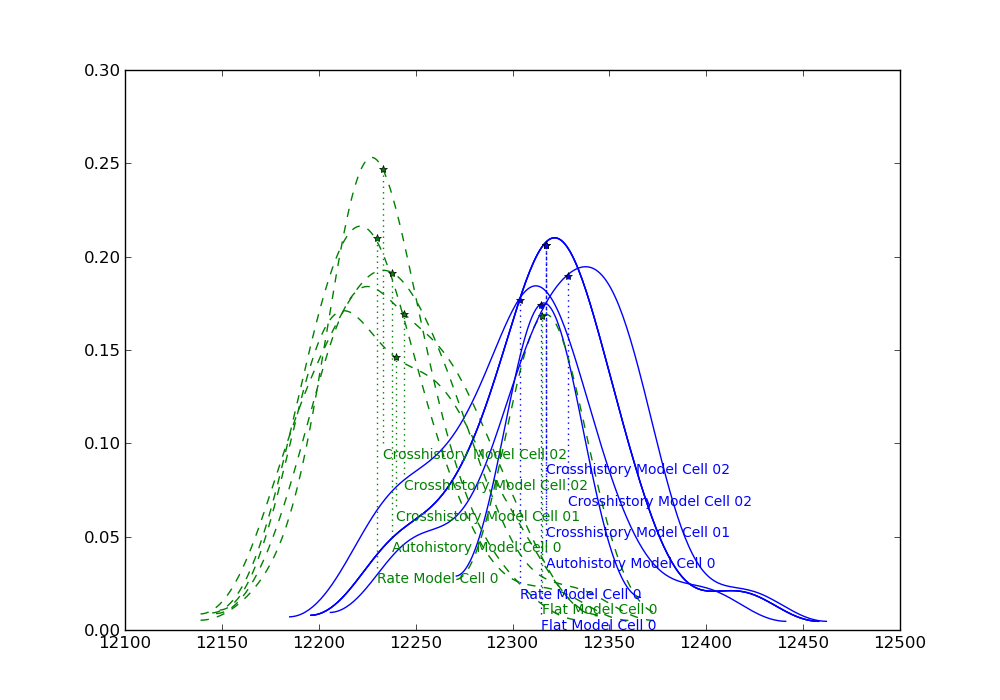 0.30
0.25
0.20
0.15
0.10
0.05
0.00
Crosshistory Model Cell 02
Crosshistory Model Cell 02
Crosshistory Model Cell 02
Crosshistory Model Cell 02
Crosshistory Model Cell 01
Crosshistory Model Cell 01
Autohistory Model Cell 0
Autohistory Model Cell 0
Rate Model Cell 0
Rate Model Cell 0
Flat Model Cell 0
Flat Model Cell 0
12100 12150 12200 12250 12300 12350 12400 12450 12500